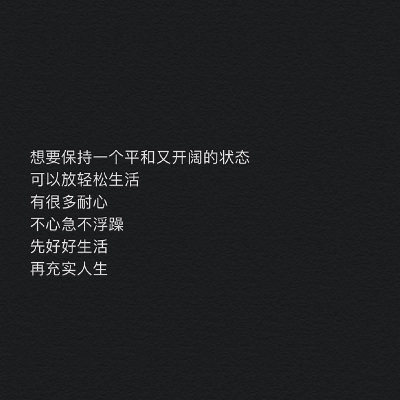 想要保持一个平和又开阔的状态
可以放轻松生活
有很多耐心
不心急不浮躁
先好好生活
再充实人生